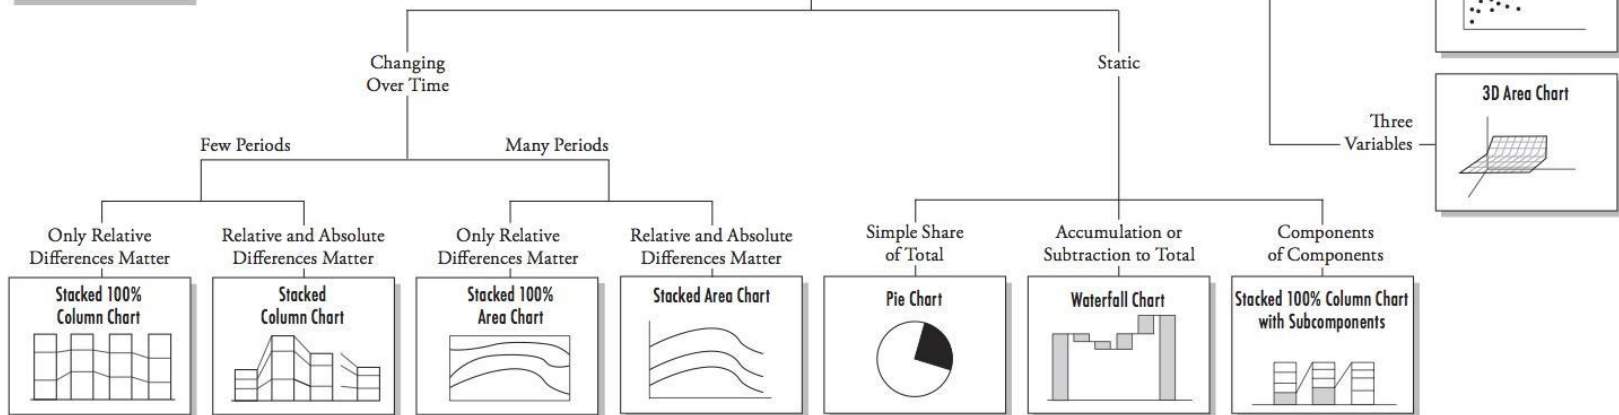 Changing
Over Time
Static
3D Area Chart
Three
Variables
Few Periods
Many Periods
Only Relative
Differences Matter
Relative and Absolute
Differences Matter
Only Relative
Differences Matter
Relative and Absolute
Differences Matter
Simple Share
of Total
Accumulation or
Subtraction to Total
Components
of Components
Stacked 100%
Column Chart
Stacked
Column Chart
Stacked 100%
Area Chart
Stacked Area Chart
Pie Chart
Waterfall Chart
Stacked 100% Column Chart
with Subcomponents